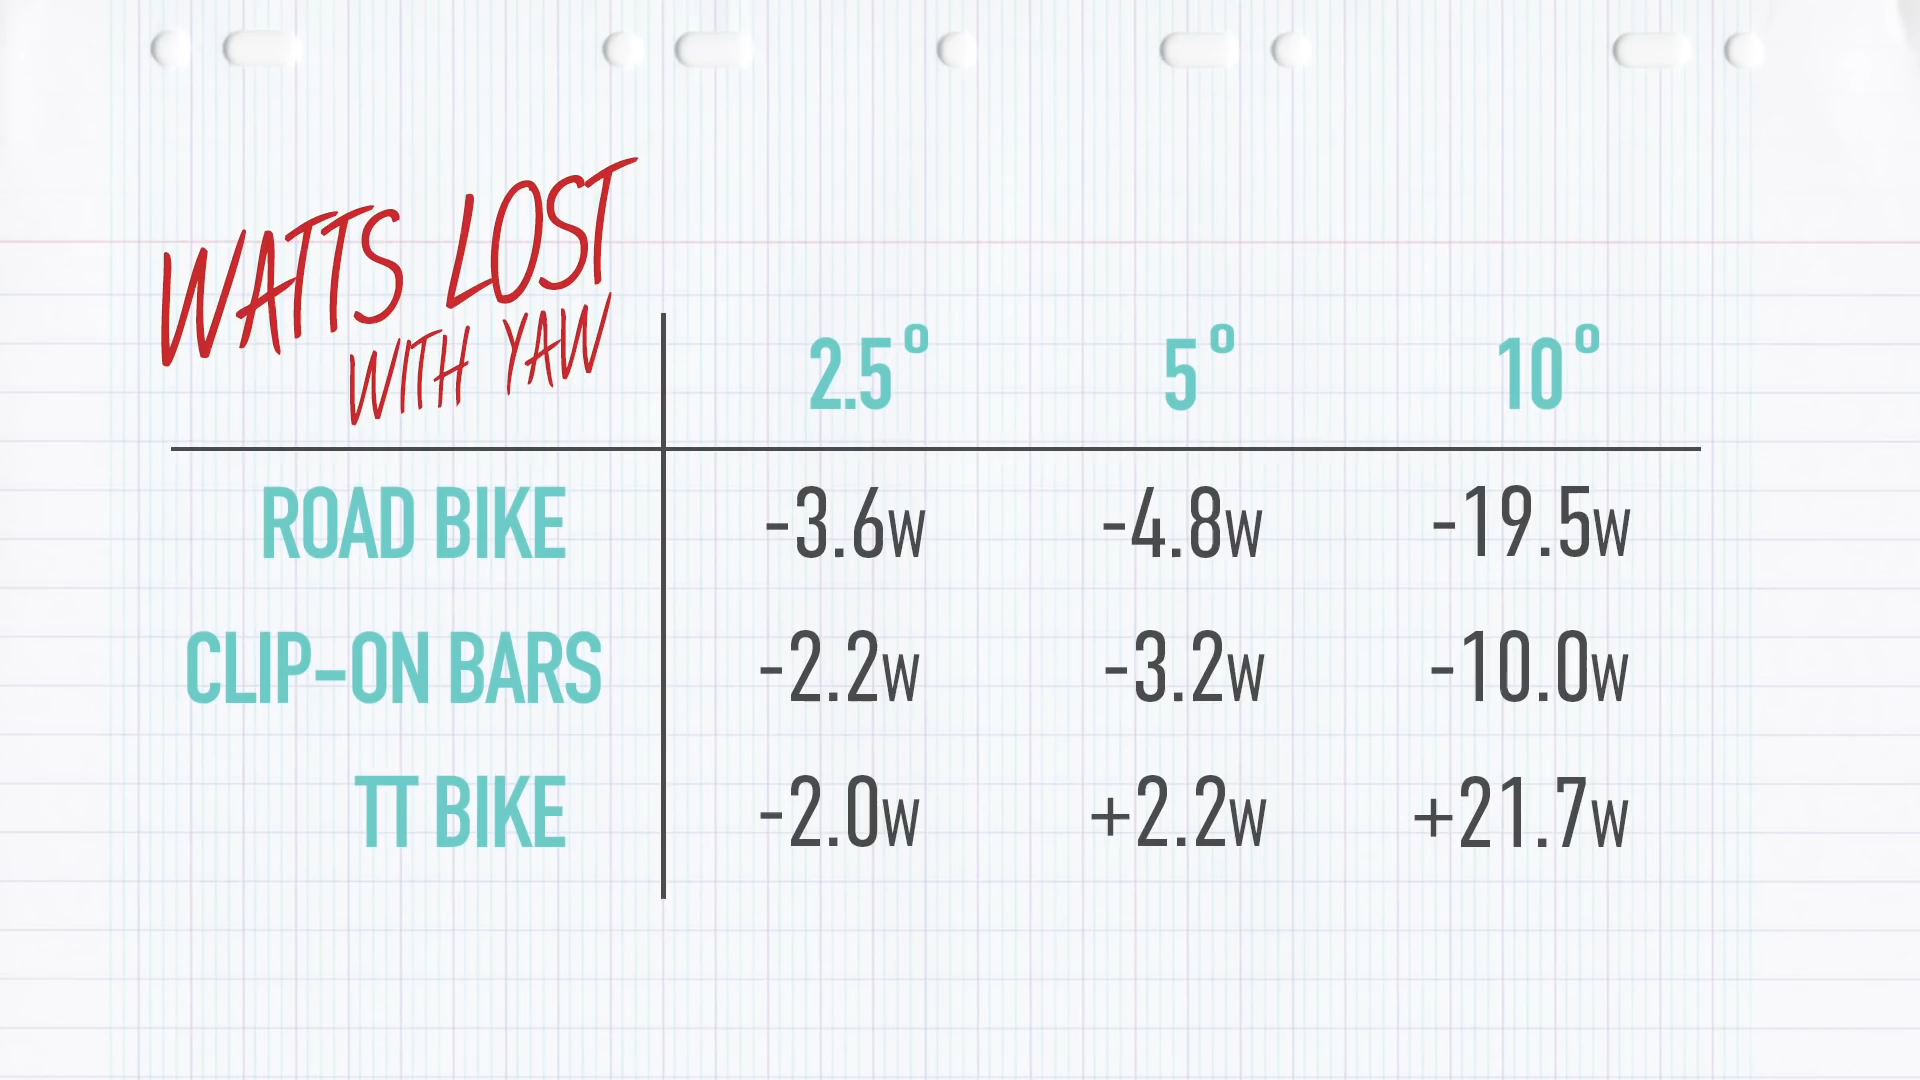 WATTS LOST
WITH YAW
2.5° 5° 10°
ROAD BIKE -3.6W -4.8W -19.5W
CLIP-ON BARS -2.2W -3.2W -10.0W
TT BIKE -2.0W +2.2W +21.7W